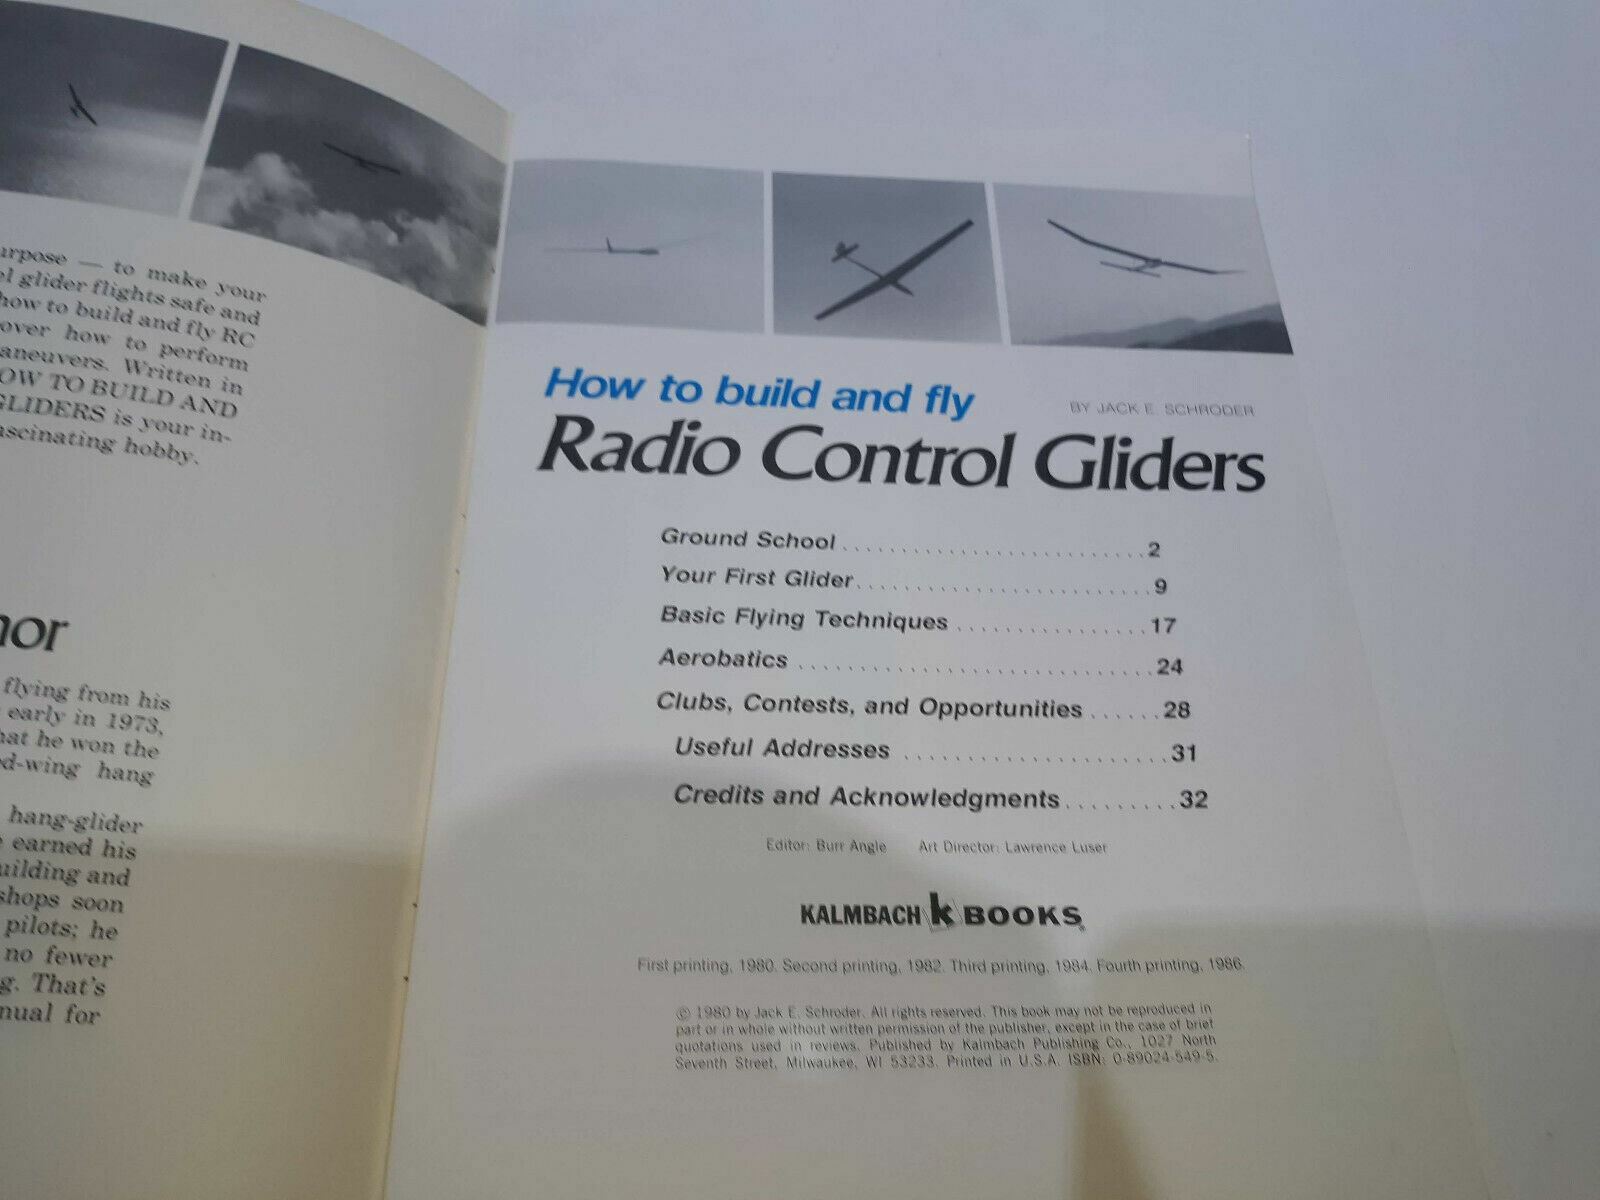 — to make your
glider flights safe and
how to build and fly RC
over how to perform
Written in
OW TO BUILD AND
GLIDERS is your in-
hobby.
flying from his
early in 1973,
he won the
hang
hang-glider
earned his
and
shops soon
pilots; he
no fewer
That's
for
How to build and fly
BY JACK E. SCHRODER
Radio Control Gliders
Ground School .......................... 2
Your First Glider......................... 9
Basic Flying Techniques ................ 17
Aerobatics .............................. 24
Clubs, Contests, and Opportunities ...... 28
Useful Addresses ...................... 31
Credits and Acknowledgments......... 32
Editor: Burr Angle Art Director: Lawrence Luser
KALMBACH k BOOKS
First printing, 1980. Second printing, 1982. Third printing, 1984. Fourth printing, 1986.
© 1980 by Jack E. Schroder. All rights reserved. This book may not be reproduced in
part or in whole without written permission of the publisher, except in the case of brief
quotations used in reviews. Published by Kalmbach Publishing Co., 1027 North
Seventh Street, Milwaukee, WI 53233. Printed in U.S.A. ISBN: 0-89024-549-5.